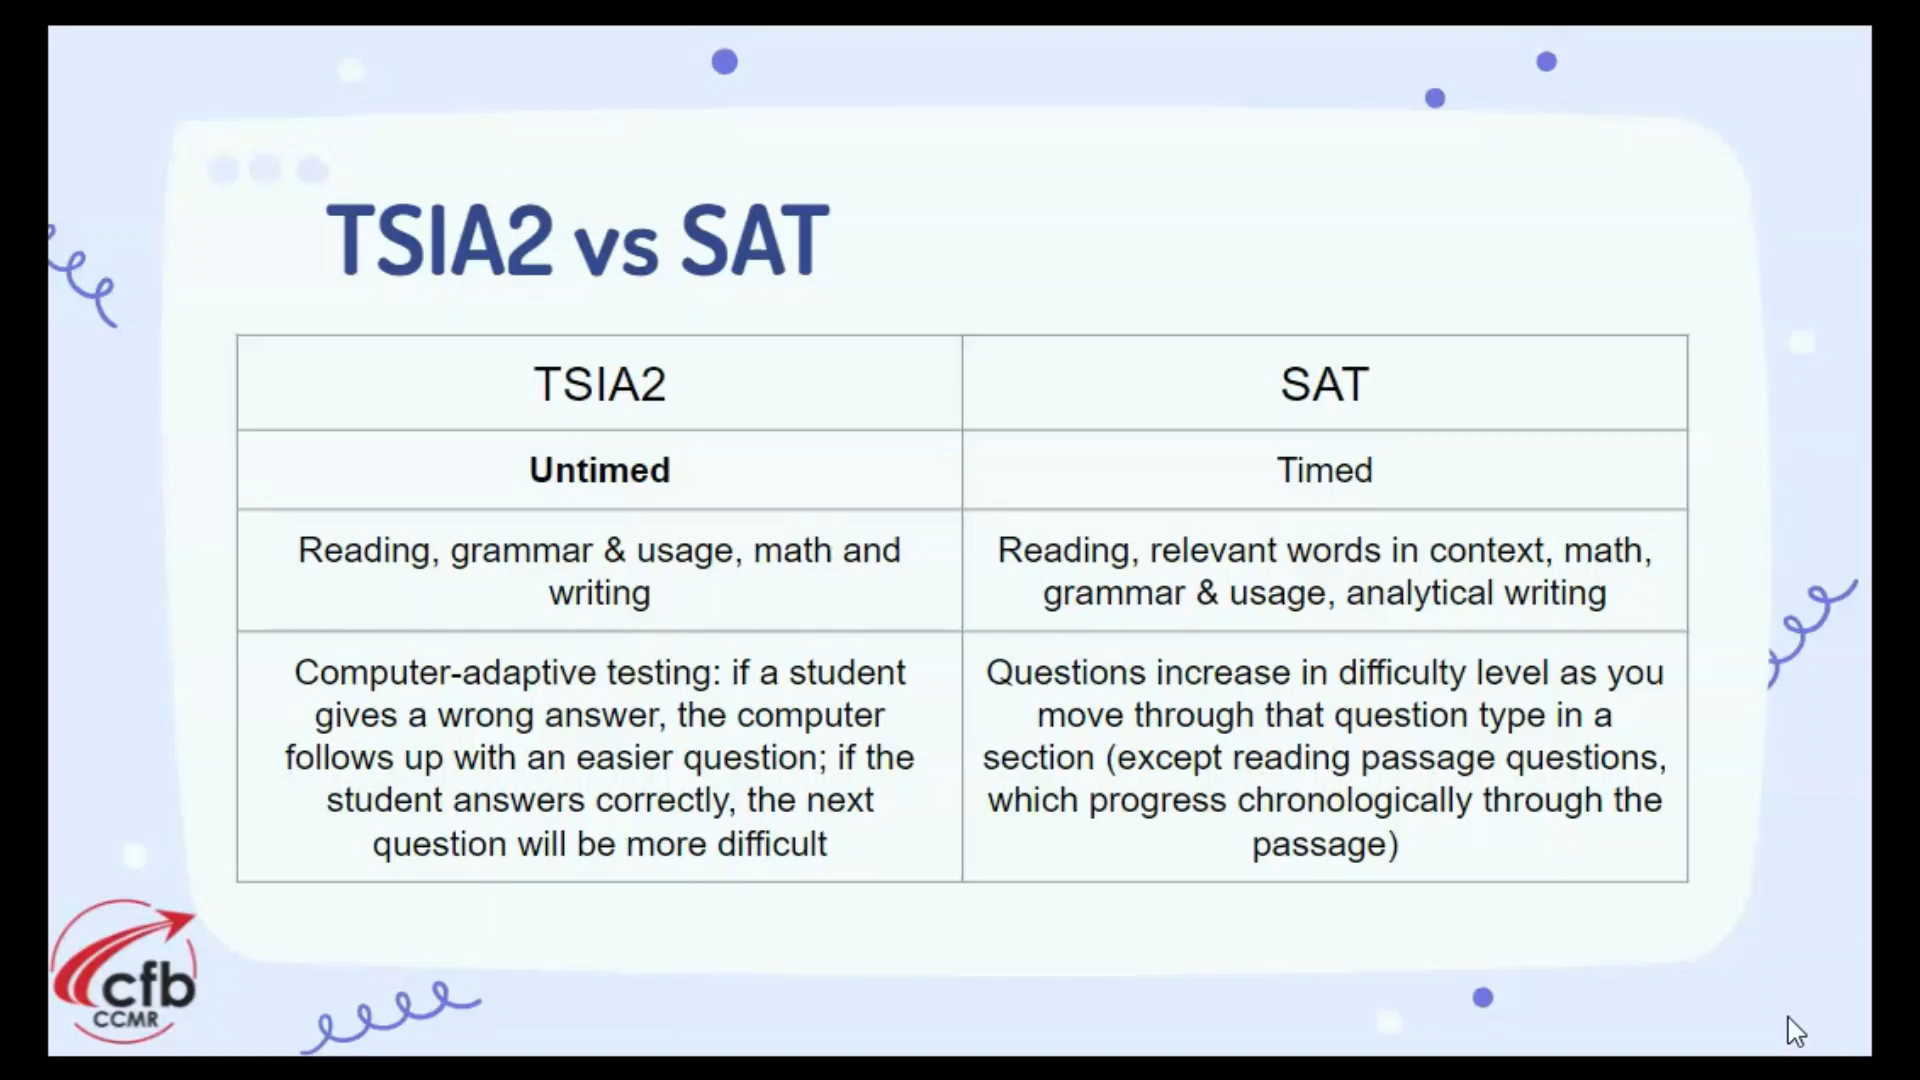 TSIA2 vs SAT
TSIA2
SAT
Untimed
Timed
Reading, grammar & usage, math and
writing
Reading, relevant words in context, math,
grammar & usage, analytical writing
Computer-adaptive testing: if a student
gives a wrong answer, the computer
follows up with an easier question; if the
student answers correctly, the next
question will be more difficult
Questions increase in difficulty level as you
move through that question type in a
section (except reading passage questions,
which progress chronologically through the
passage)
cfb
CCMR